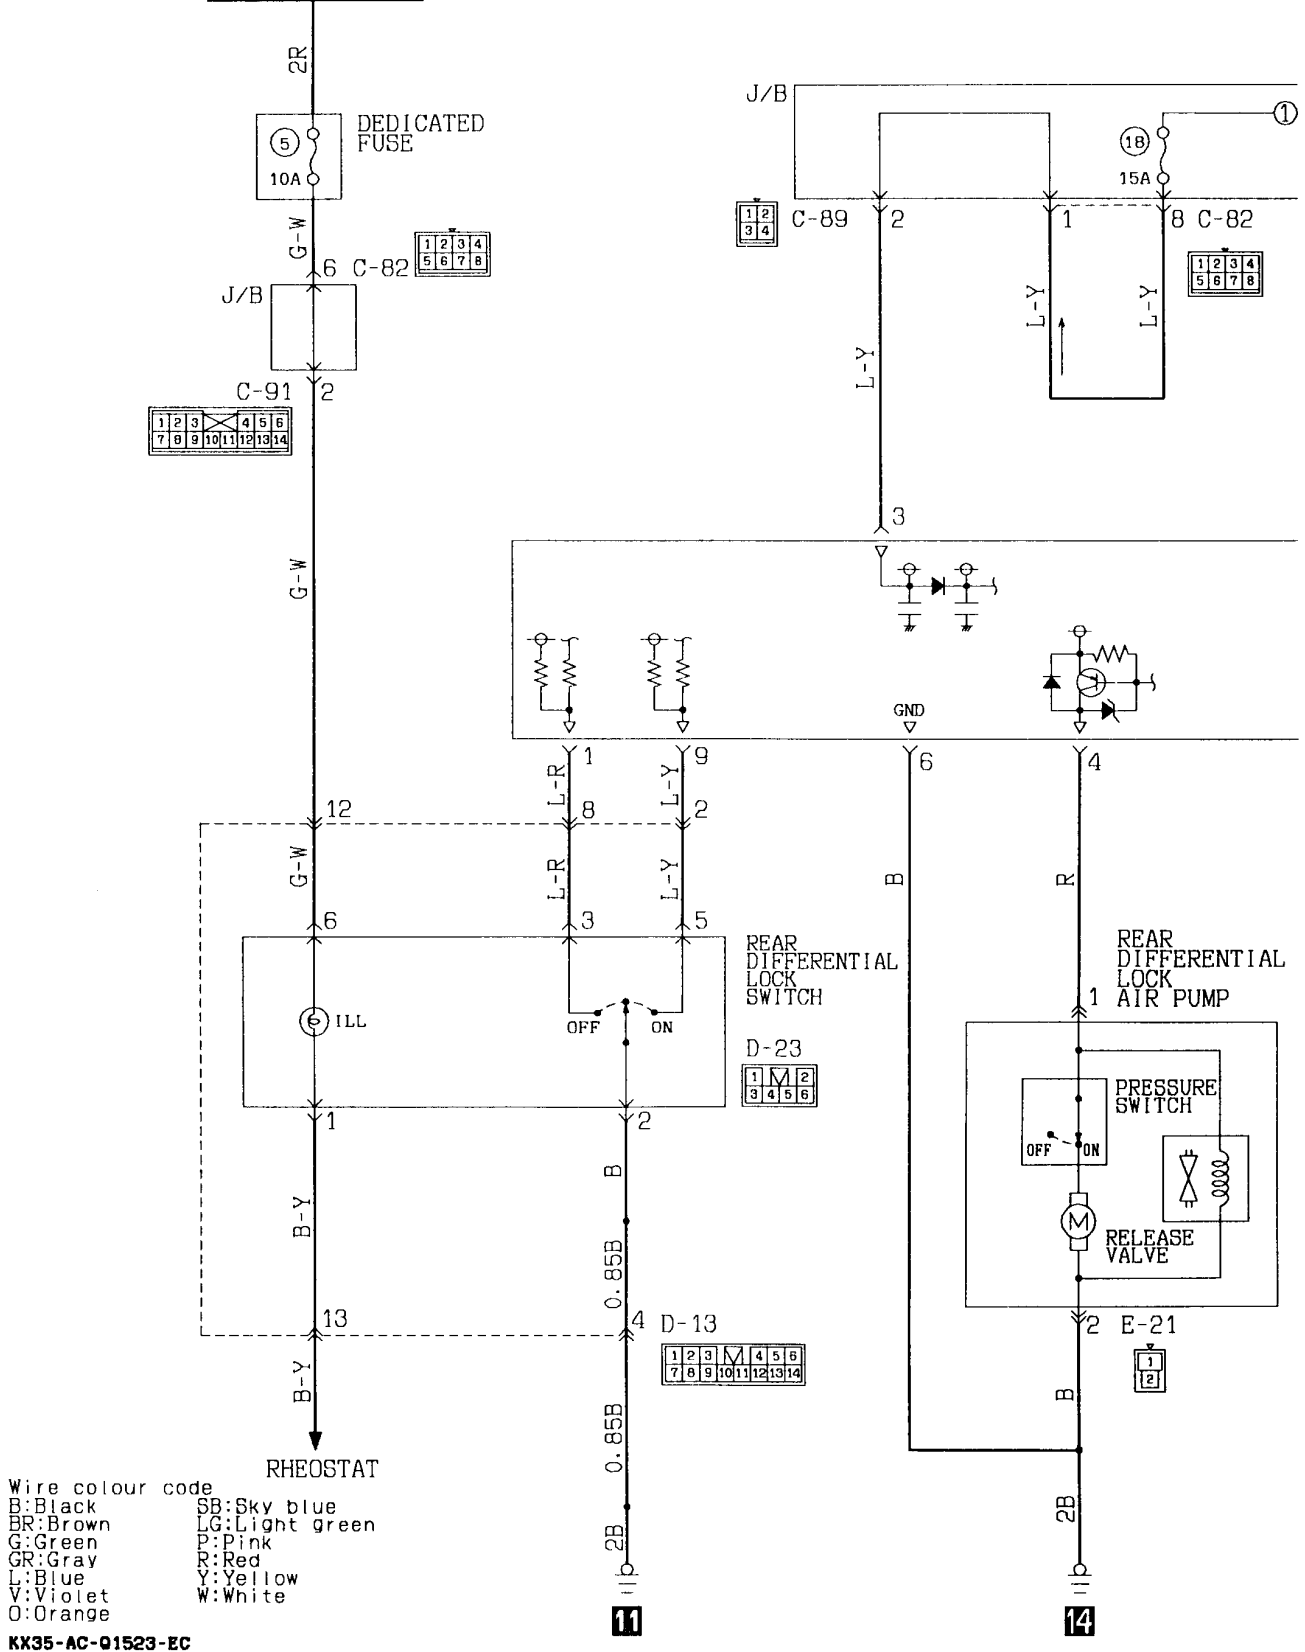 2R
DEDICATED
FUSE
5
10A
G-W
6 C-82
1 2 3 4
5 6 7 8
J/B
C-91
2
1 2 3 4 5 6
7 8 9 10 11 12 13 14
G-W
J/B
1
18
15A
1 2
3 4
C-89 2
1
8 C-82
1 2 3 4
5 6 7 8
L-Y
L-Y
L-Y
3
GND
1
9
6
4
L-R
L-Y
12
8
2
G-W
L-R
L-Y
B
R
6
3
5
REAR
DIFFERENTIAL
LOCK
SWITCH
ILL
OFF
ON
D-23
1 2
3 4 5 6
1
2
REAR
DIFFERENTIAL
LOCK
AIR PUMP
1
PRESSURE
SWITCH
OFF
ON
M
RELEASE
VALVE
2 E-21
1
2
B-Y
B
0.85B
13
4 D-13
1 2 3 4 5 6
7 8 9 10 11 12 13 14
B-Y
0.85B
B
RHEOSTAT
2B
2B
11
14
Wire colour code
B:Black SB:Sky blue
BR:Brown LG:Light green
G:Green P:Pink
GR:Gray R:Red
L:Blue Y:Yellow
V:Violet W:White
O:Orange
KX35-AC-Q1523-EC